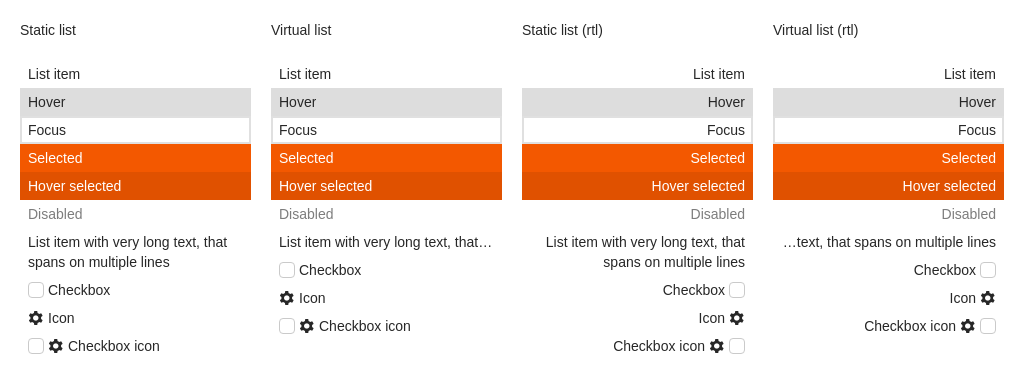 Static list
List item
Hover
Focus
Selected
Hover selected
Disabled
List item with very long text, that
spans on multiple lines
Checkbox
Icon
Checkbox icon
Virtual list
List item
Hover
Focus
Selected
Hover selected
Disabled
List item with very long text, that…
Checkbox
Icon
Checkbox icon
Static list (rtl)
List item
Hover
Focus
Selected
Hover selected
Disabled
List item with very long text, that
spans on multiple lines
Checkbox
Icon
Checkbox icon
Virtual list (rtl)
List item
Hover
Focus
Selected
Hover selected
Disabled
…text, that spans on multiple lines
Checkbox
Icon
Checkbox icon